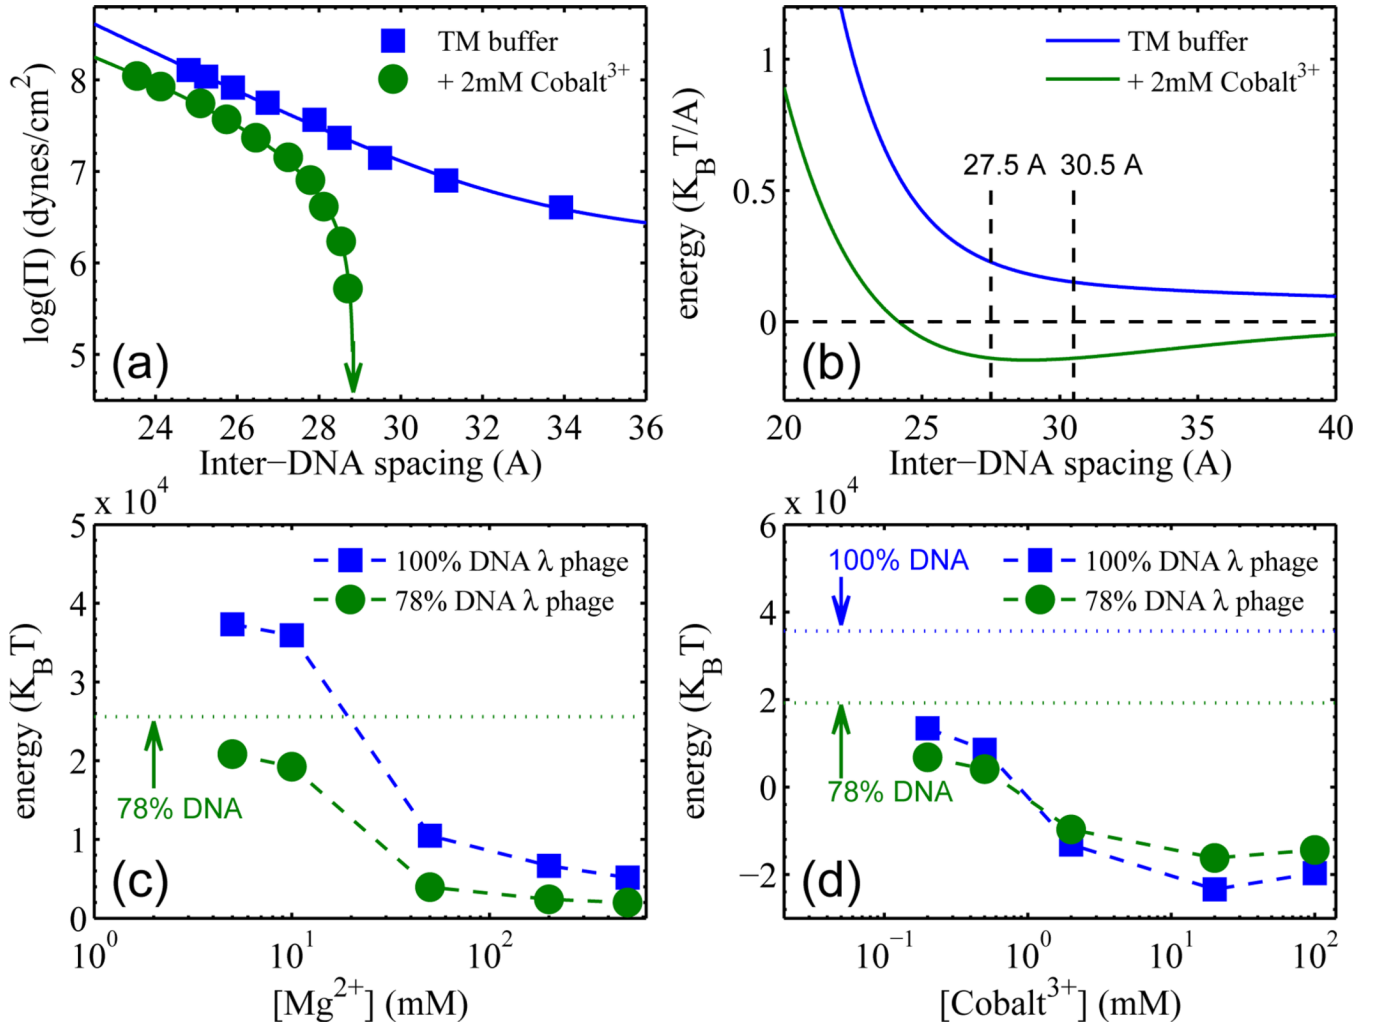 log(Π) (dynes/cm²)
8
7
6
5
TM buffer
+ 2mM Cobalt³⁺
(a)
24 26 28 30 32 34 36
Inter−DNA spacing (A)
energy (K_BT/A)
1
0.5
0
TM buffer
+ 2mM Cobalt³⁺
27.5 A 30.5 A
(b)
20 25 30 35 40
Inter−DNA spacing (A)
x 10⁴
energy (K_BT)
5
4
3
2
1
0
100% DNA λ phage
78% DNA λ phage
78% DNA
(c)
10⁰ 10¹ 10²
[Mg²⁺] (mM)
x 10⁴
energy (K_BT)
6
4
2
0
−2
100% DNA
100% DNA λ phage
78% DNA λ phage
78% DNA
(d)
10⁻¹ 10⁰ 10¹ 10²
[Cobalt³⁺] (mM)